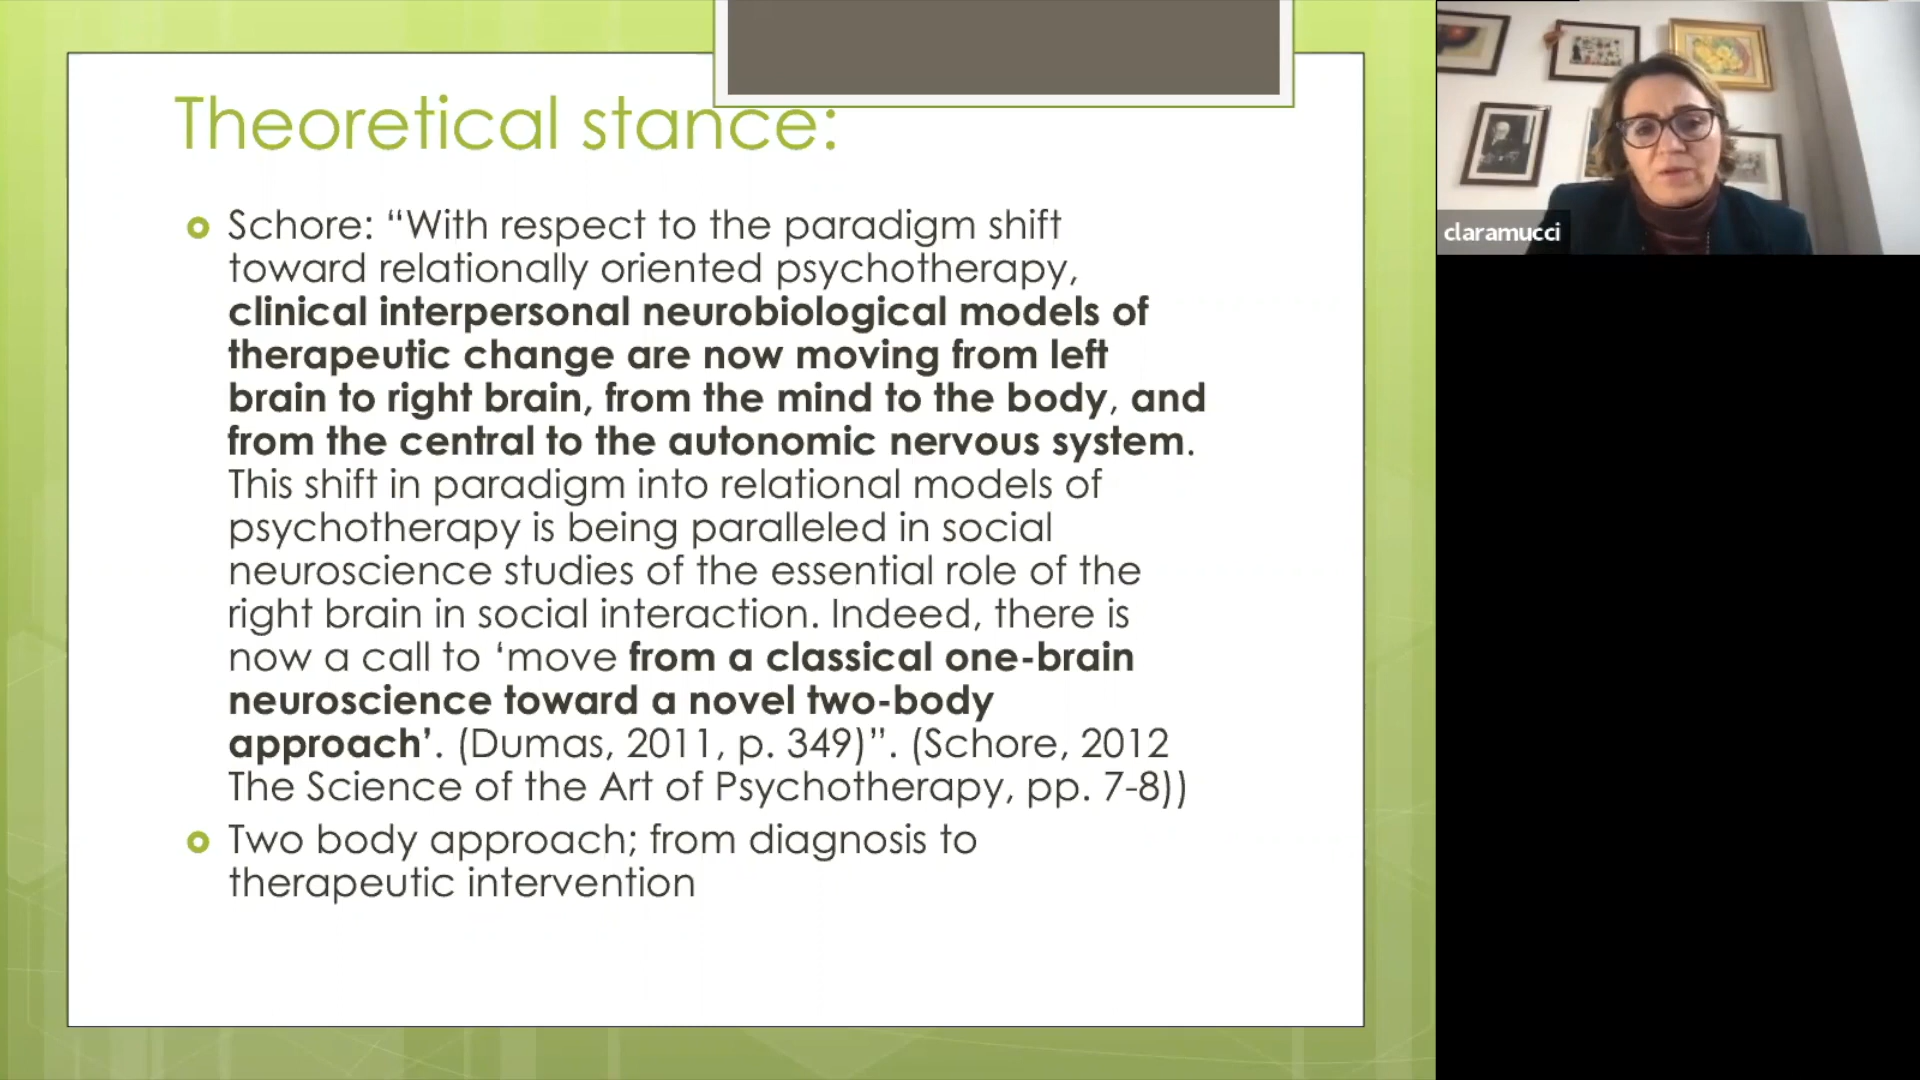 Theoretical stance:
Schore: “With respect to the paradigm shift
toward relationally oriented psychotherapy,
clinical interpersonal neurobiological models of
therapeutic change are now moving from left
brain to right brain, from the mind to the body, and
from the central to the autonomic nervous system.
This shift in paradigm into relational models of
psychotherapy is being paralleled in social
neuroscience studies of the essential role of the
right brain in social interaction. Indeed, there is
now a call to ‘move from a classical one-brain
neuroscience toward a novel two-body
approach’. (Dumas, 2011, p. 349)”. (Schore, 2012
The Science of the Art of Psychotherapy, pp. 7-8))
Two body approach; from diagnosis to
therapeutic intervention
claramucci